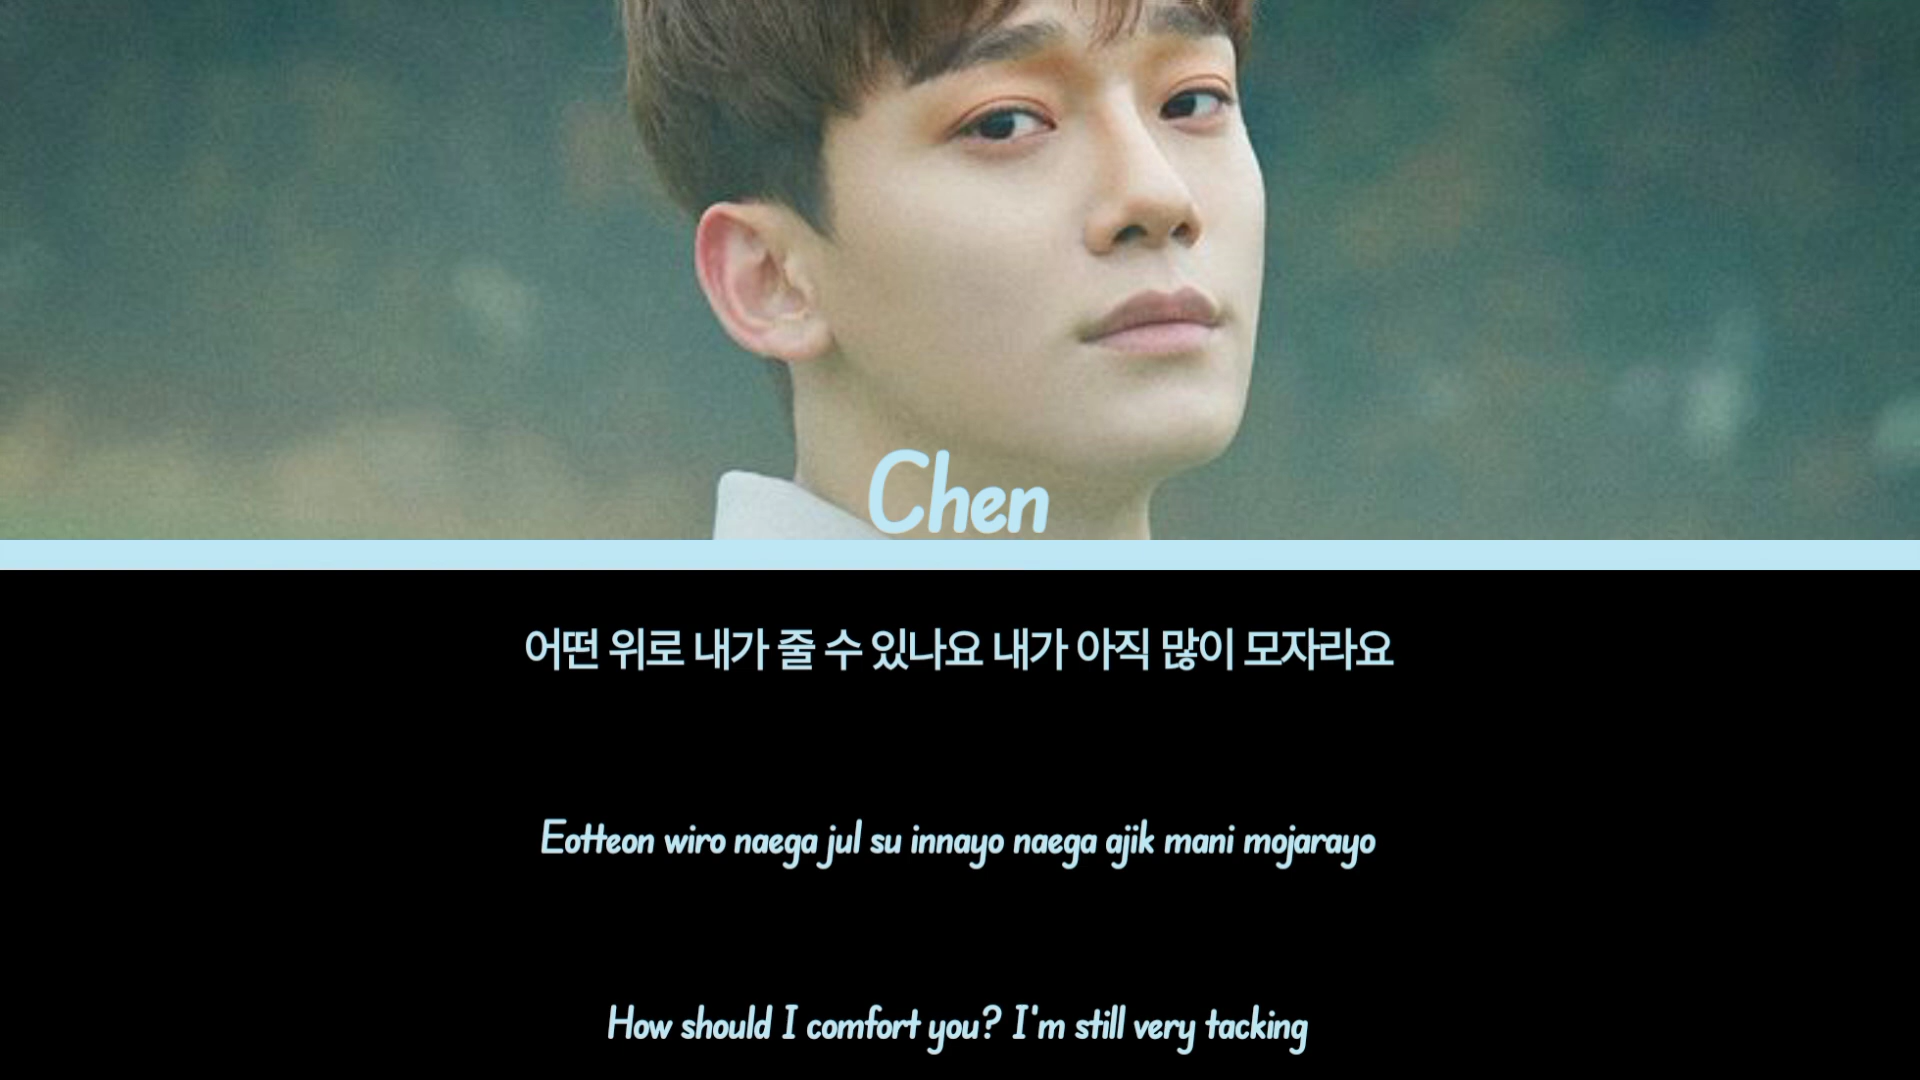 Chen
어떤 위로 내가 줄 수 있나요 내가 아직 많이 모자라요
Eotteon wiro naega jul su innayo naega ajik mani mojarayo
How should I comfort you? I'm still very tacking